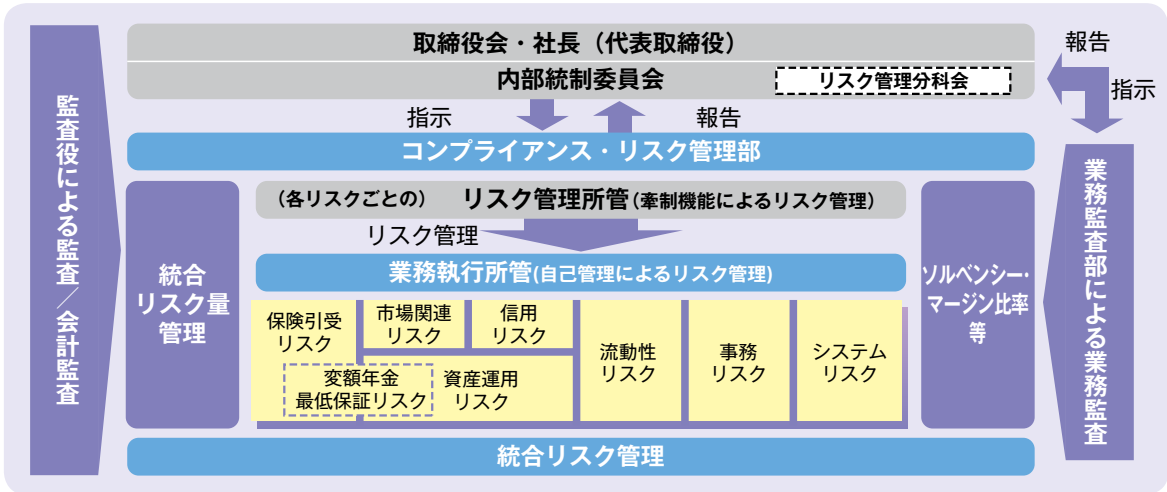 取締役会・社長（代表取締役）
内部統制委員会
リスク管理分科会
報告
指示
指示
報告
コンプライアンス・リスク管理部
監査役による監査／会計監査
統合
リスク量
管理
（各リスクごとの） リスク管理所管（牽制機能によるリスク管理）
リスク管理
業務執行所管(自己管理によるリスク管理)
保険引受
リスク
市場関連
リスク
信用
リスク
変額年金
最低保証リスク
資産運用
リスク
流動性
リスク
事務
リスク
システム
リスク
ソルベンシー・
マージン比率
等
業務監査部による業務監査
統合リスク管理